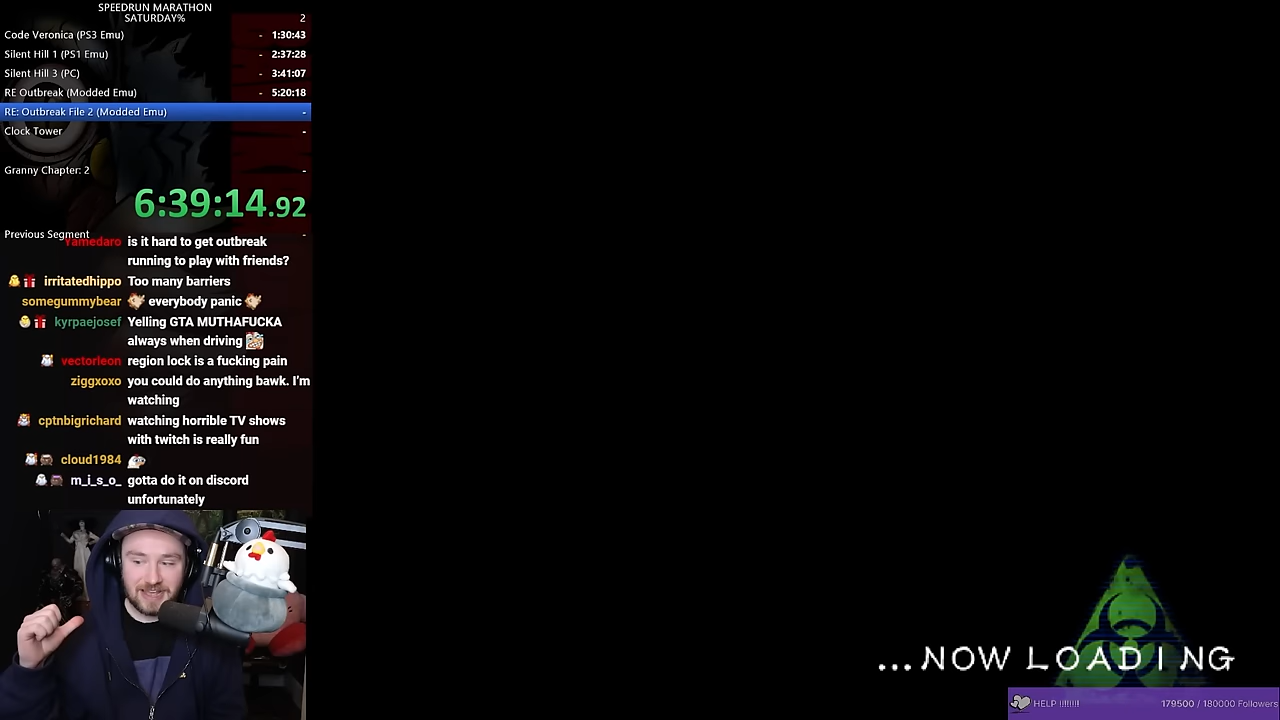 SPEEDRUN MARATHON
SATURDAY%
2
Code Veronica (PS3 Emu) - 1:30:43
Silent Hill 1 (PS1 Emu) - 2:37:28
Silent Hill 3 (PC) - 3:41:07
RE Outbreak (Modded Emu) - 5:20:18
RE: Outbreak File 2 (Modded Emu) -
Clock Tower -
Granny Chapter: 2 -
6:39:14.92
Previous Segment -
Yamedaro is it hard to get outbreak
running to play with friends?
irritatedhippo Too many barriers
somegummybear everybody panic
kyrpaejosef Yelling GTA MUTHAFUCKA
always when driving
vectorleon region lock is a fucking pain
ziggxoxo you could do anything bawk. I'm
watching
cptnbigrichard watching horrible TV shows
with twitch is really fun
cloud1984
m_i_s_o_ gotta do it on discord
unfortunately
...NOW LOADING
HELP !!!!!!! 179500 / 180000 Followers